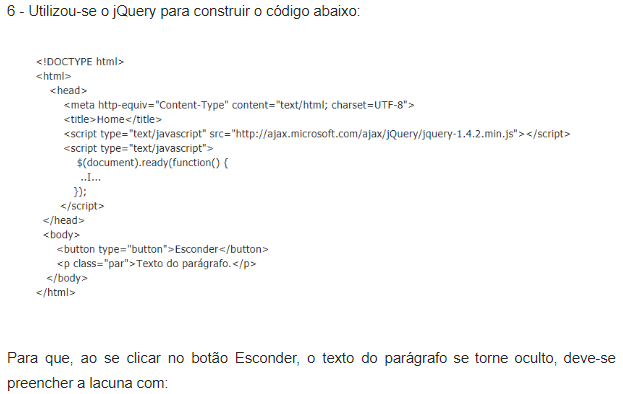 6 - Utilizou-se o jQuery para construir o código abaixo:
<!DOCTYPE html>
<html>
<head>
<meta http-equiv="Content-Type" content="text/html; charset=UTF-8">
<title>Home</title>
<script type="text/javascript" src="http://ajax.microsoft.com/ajax/jQuery/jquery-1.4.2.min.js"></script>
<script type="text/javascript">
$(document).ready(function() {
..I...
});
</script>
</head>
<body>
<button type="button">Esconder</button>
<p class="par">Texto do parágrafo.</p>
</body>
</html>
Para que, ao se clicar no botão Esconder, o texto do parágrafo se torne oculto, deve-se
preencher a lacuna com: